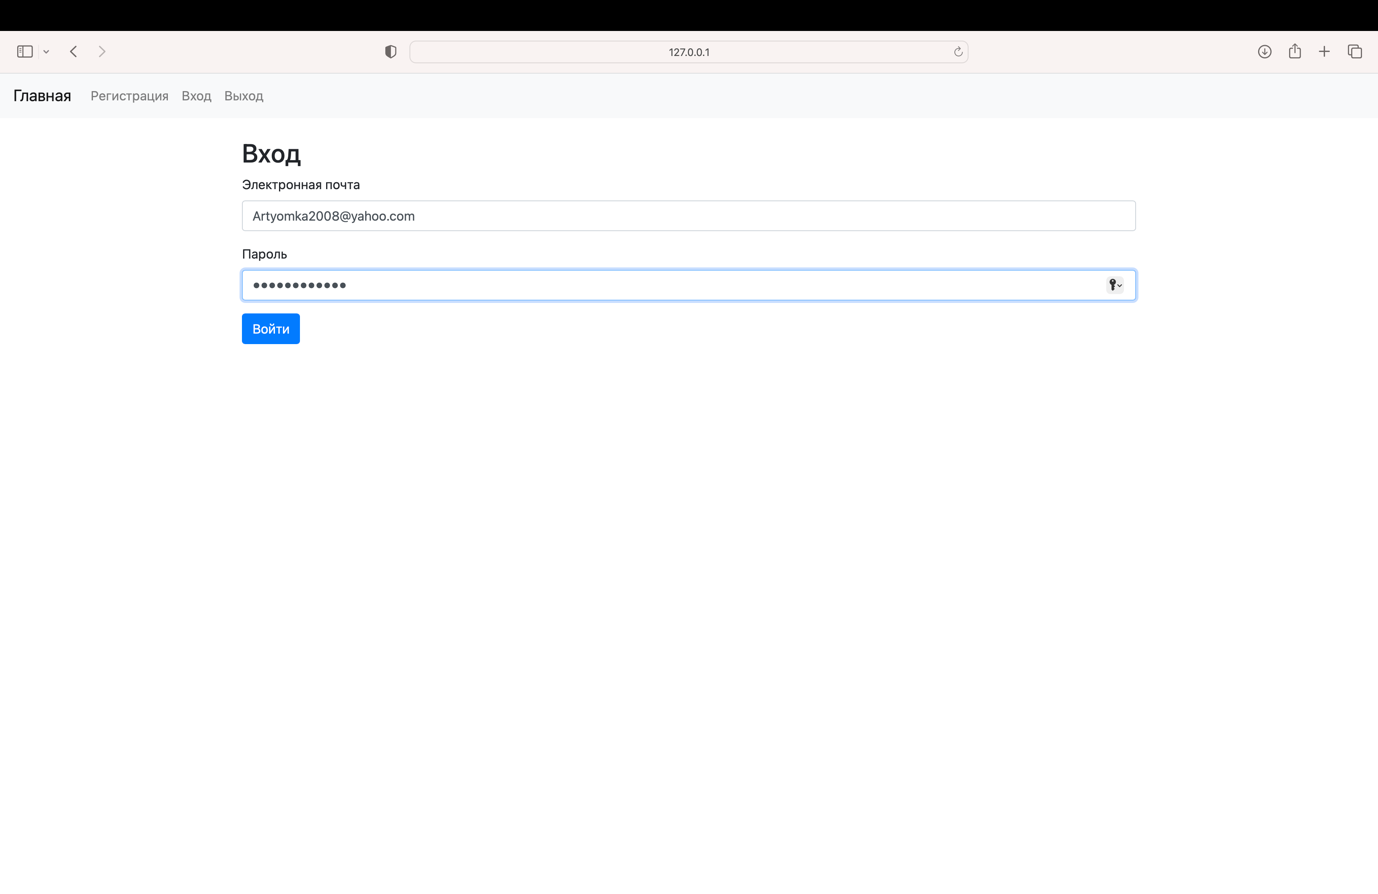 127.0.0.1
Главная Регистрация Вход Выход
Вход
Электронная почта
Artyomka2008@yahoo.com
Пароль
••••••••••••
Войти